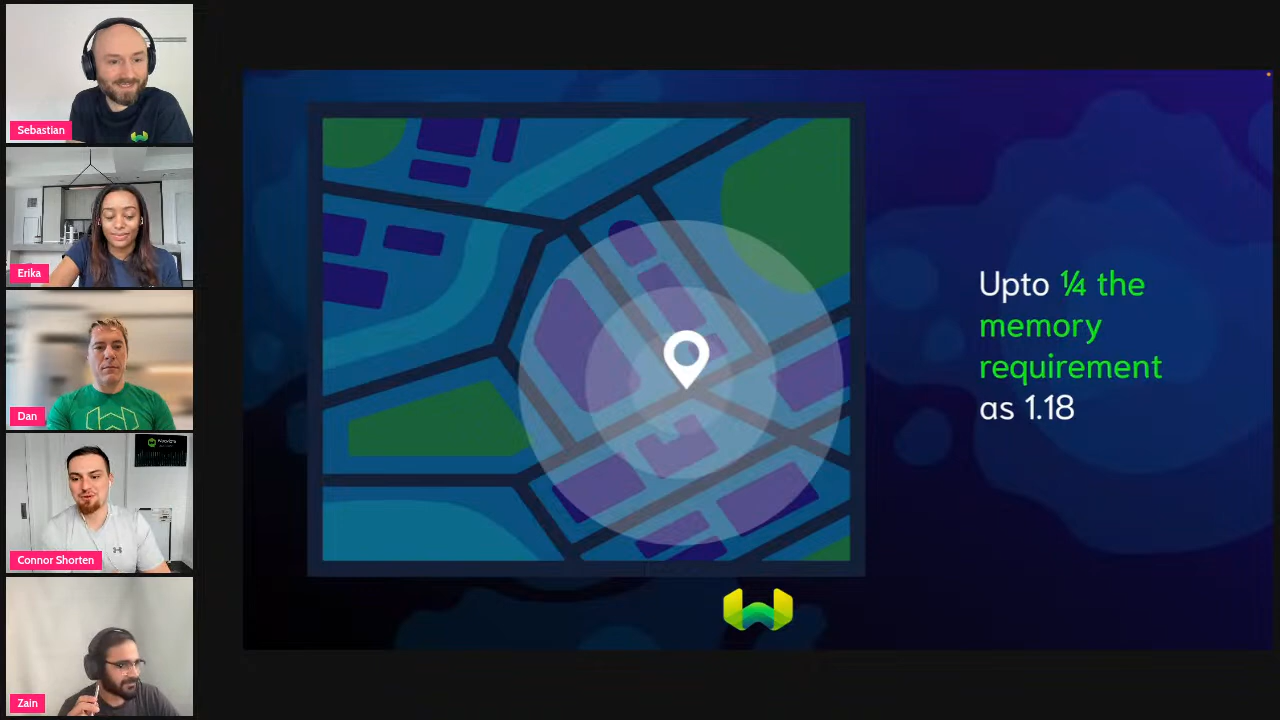 Sebastian
Erika
Dan
Connor Shorten
Zain
Upto ¼ the
memory
requirement
as 1.18